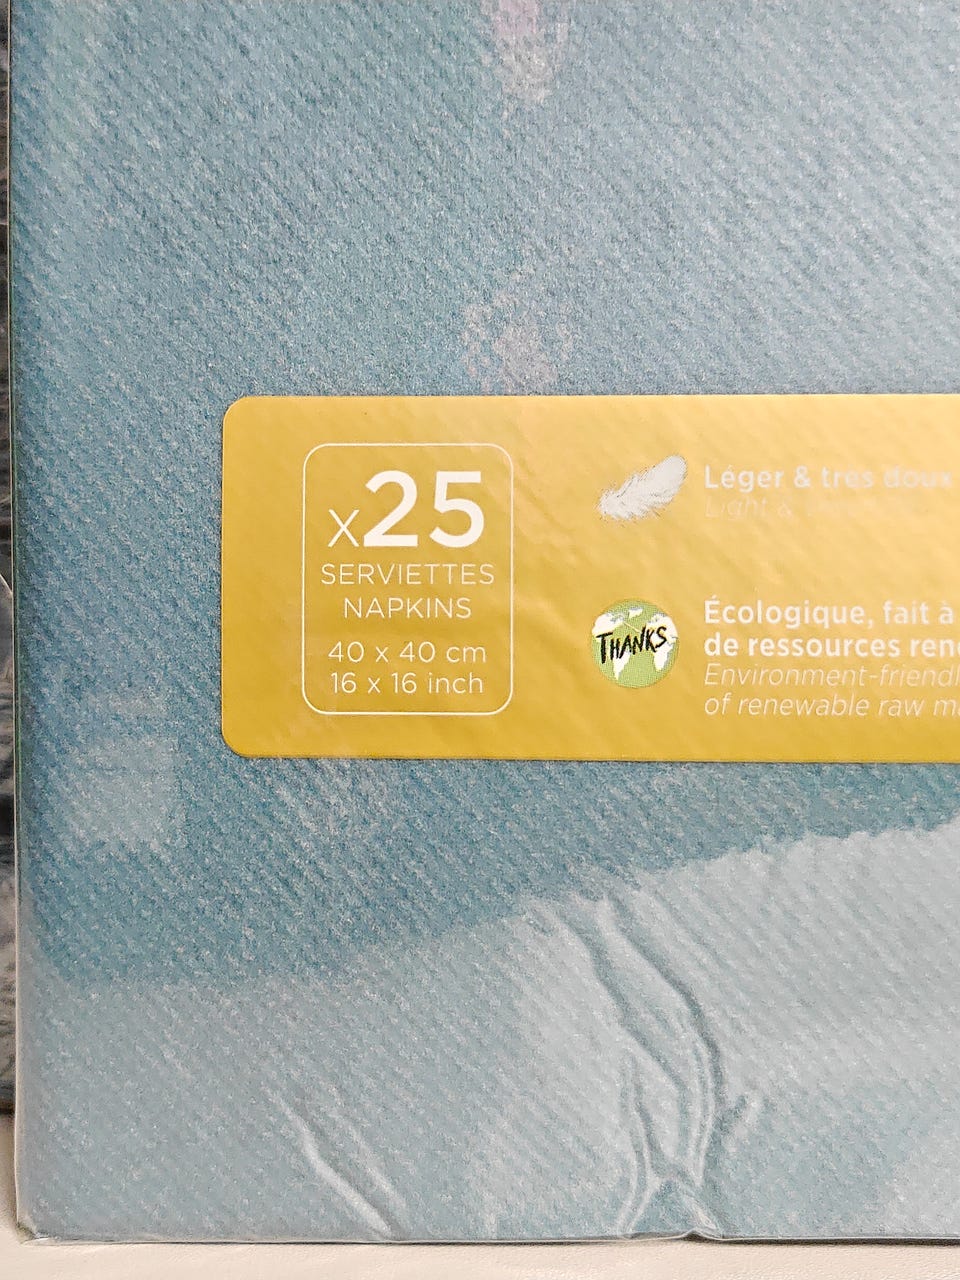 x25
SERVIETTES
NAPKINS
40 x 40 cm
16 x 16 inch
Léger & tres doux
Light &
THANKS
Écologique, fait à
de ressources
Environment-friendl
of renewable raw